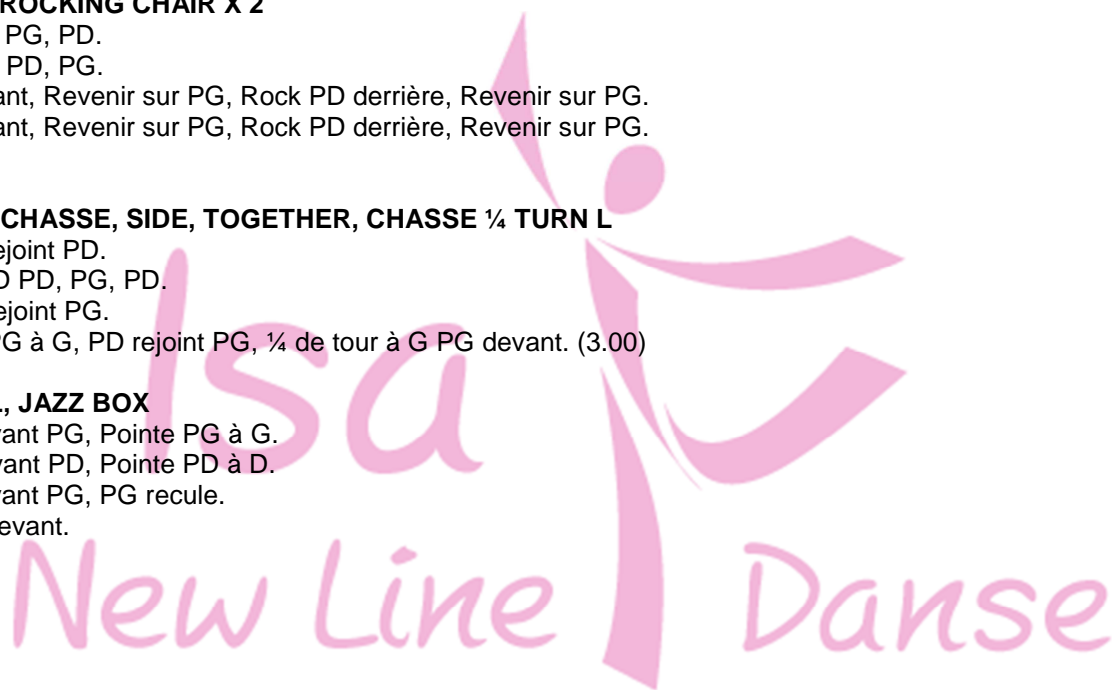 ROCKING CHAIR X 2
PG, PD.
PD, PG.
ant, Revenir sur PG, Rock PD derrière, Revenir sur PG.
ant, Revenir sur PG, Rock PD derrière, Revenir sur PG.
CHASSE, SIDE, TOGETHER, CHASSE ¼ TURN L
ejoint PD.
D PD, PG, PD.
ejoint PG.
PG à G, PD rejoint PG, ¼ de tour à G PG devant. (3.00)
L, JAZZ BOX
vant PG, Pointe PG à G.
vant PD, Pointe PD à D.
vant PG, PG recule.
evant.
Isa
New Line Danse